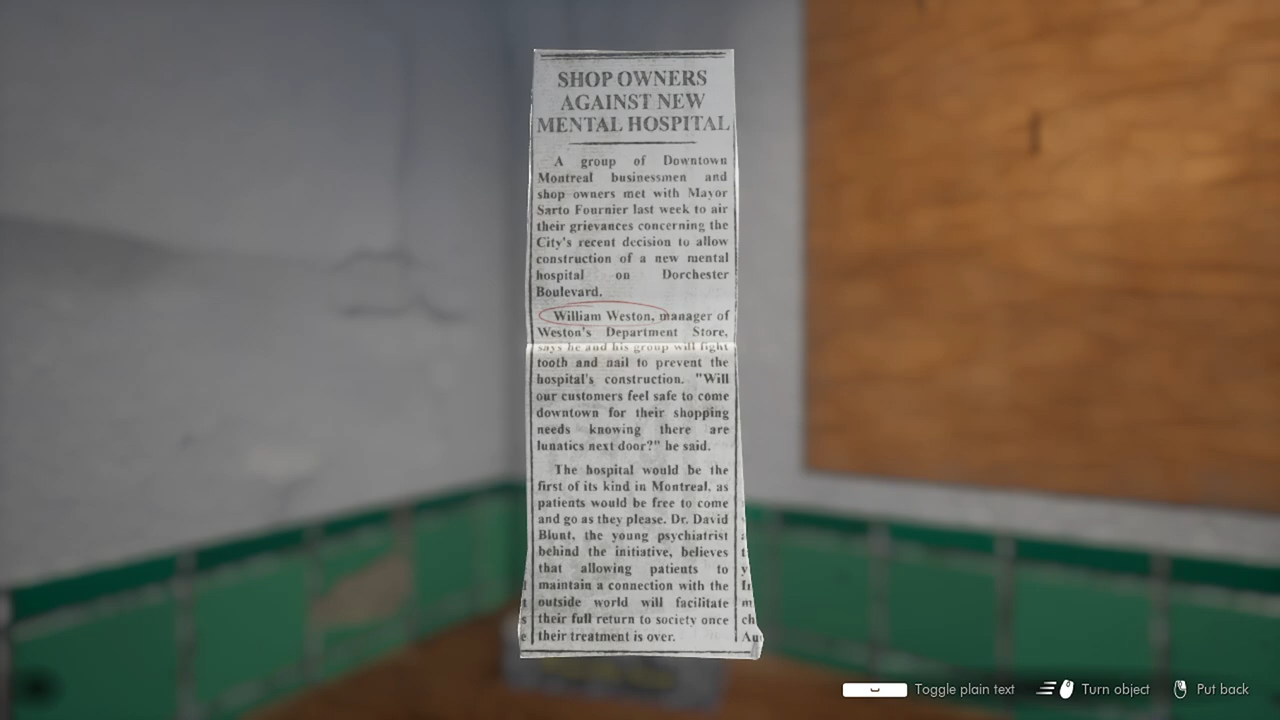 SHOP OWNERS
AGAINST NEW
MENTAL HOSPITAL
A group of Downtown
Montreal businessmen and
shop owners met with Mayor
Sarto Fournier last week to air
their grievances concerning the
City's recent decision to allow
construction of a new mental
hospital on Dorchester
Boulevard.
William Weston, manager of
Weston's Department Store,
says he and his group will fight
tooth and nail to prevent the
hospital's construction. "Will
our customers feel safe to come
downtown for their shopping
needs knowing there are
lunatics next door?" he said.
The hospital would be the
first of its kind in Montreal, as
patients would be free to come
and go as they please. Dr. David
Blunt, the young psychiatrist
behind the initiative, believes
that allowing patients to
maintain a connection with the
outside world will facilitate
their full return to society once
their treatment is over.
Toggle plain text
Turn object
Put back